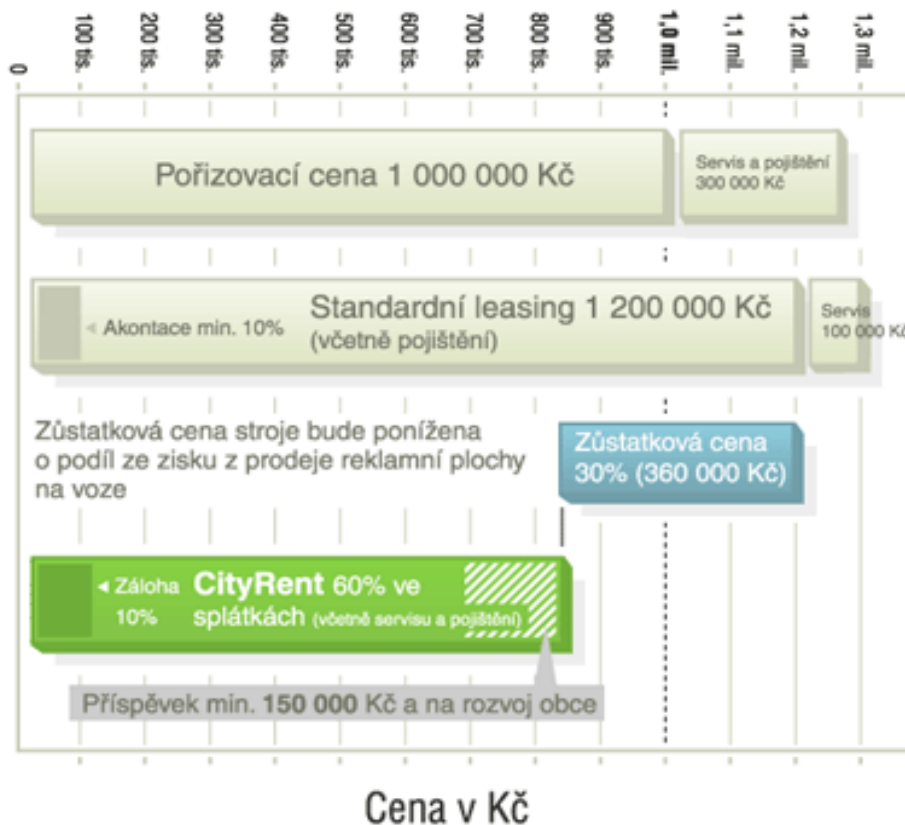 0
100 tis.
200 tis.
300 tis.
400 tis.
500 tis.
600 tis.
700 tis.
800 tis.
900 tis.
1,0 mil.
1,1 mil.
1,2 mil.
1,3 mil.
Pořizovací cena 1 000 000 Kč
Servis a pojištění
300 000 Kč
Akontace min. 10%
Standardní leasing 1 200 000 Kč
(včetně pojištění)
Servis
100 000 Kč
Zůstatková cena stroje bude ponížena
o podíl ze zisku z prodeje reklamní plochy
na voze
Zůstatková cena
30% (360 000 Kč)
Záloha
10%
CityRent 60% ve
splátkách (včetně servisu a pojištění)
Příspěvek min. 150 000 Kč a na rozvoj obce
Cena v Kč